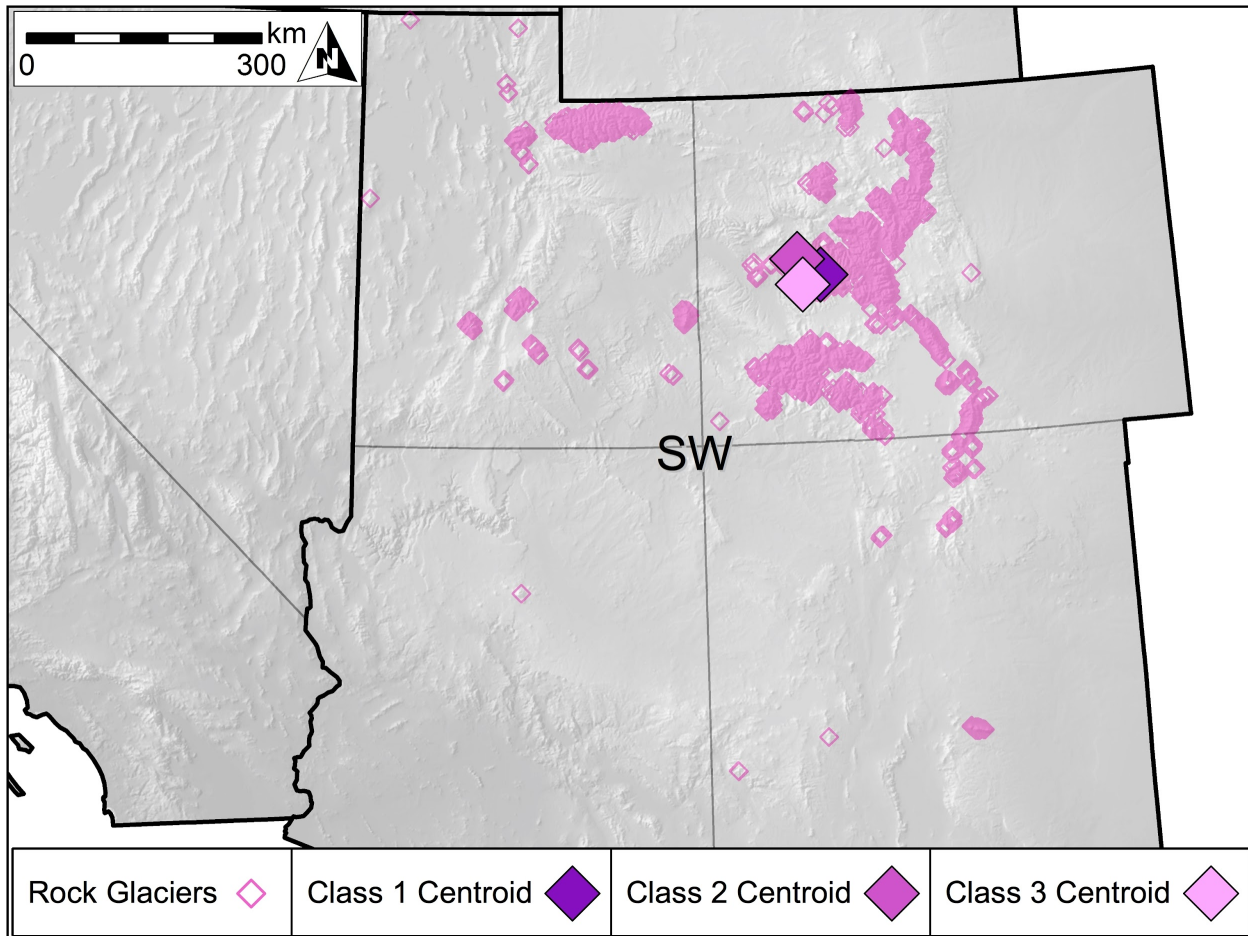 km
N
0 300
SW
Rock Glaciers
Class 1 Centroid
Class 2 Centroid
Class 3 Centroid